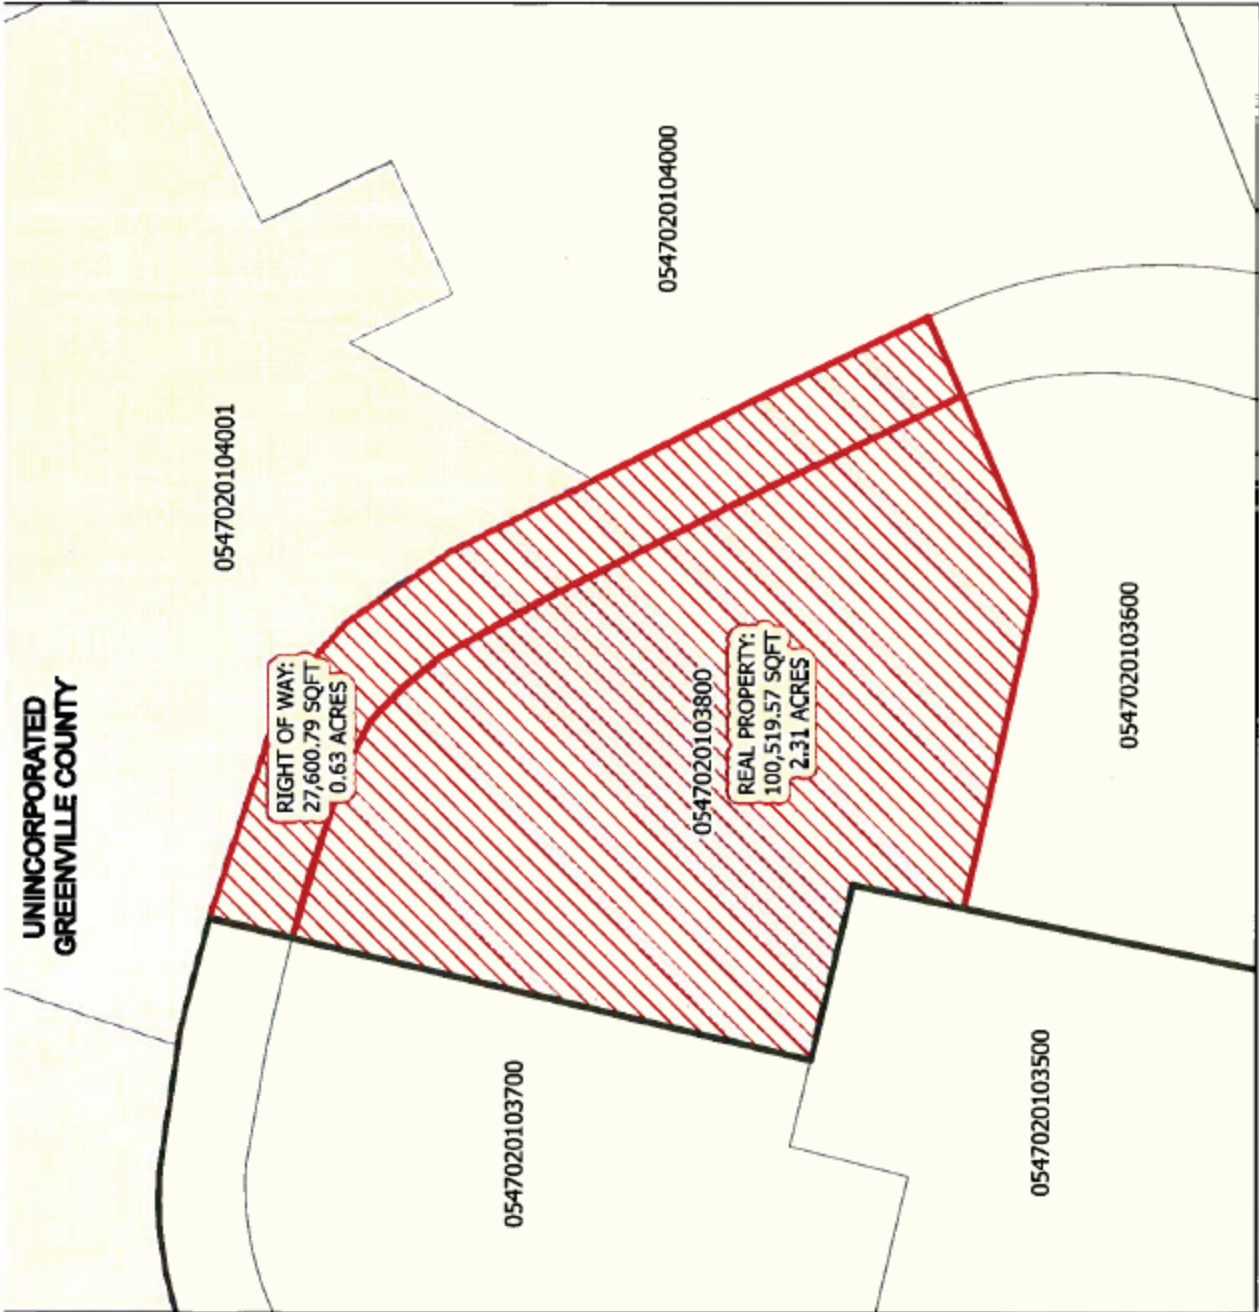 UNINCORPORATED
GREENVILLE COUNTY
0547020104001
0547020104000
RIGHT OF WAY:
27,600.79 SQFT
0.63 ACRES
0547020103800
REAL PROPERTY:
100,519.57 SQFT
2.31 ACRES
0547020103600
0547020103700
0547020103500